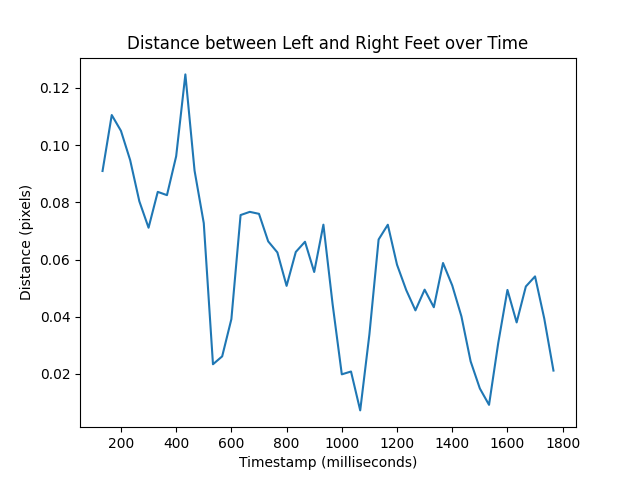 Distance between Left and Right Feet over Time
0.12
0.10
0.08
0.06
0.04
0.02
Distance (pixels)
200 400 600 800 1000 1200 1400 1600 1800
Timestamp (milliseconds)